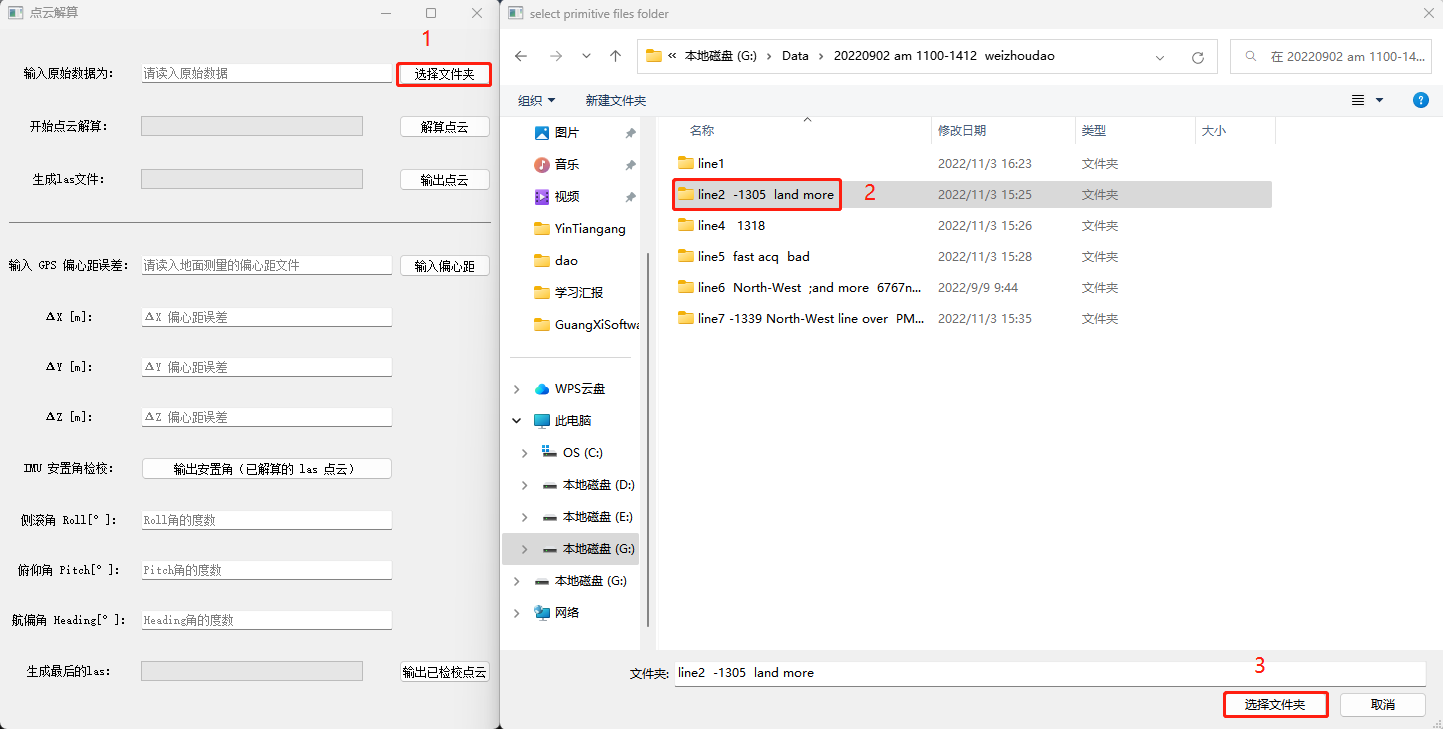 点云解算
1
输入原始数据为： 请读入原始数据 选择文件夹
开始点云解算： 解算点云
生成las文件： 输出点云
输入 GPS 偏心距误差： 请读入地面测量的偏心距文件 输入偏心距
ΔX [m]： ΔX 偏心距误差
ΔY [m]： ΔY 偏心距误差
ΔZ [m]： ΔZ 偏心距误差
IMU 安置角检校： 输出安置角（已解算的 las 点云）
侧滚角 Roll[° ]： Roll角的度数
俯仰角 Pitch[° ]： Pitch角的度数
航偏角 Heading[° ]： Heading角的度数
生成最后的las： 输出已检校点云
select primitive files folder
« 本地磁盘 (G:) › Data › 20220902 am 1100-1412 weizhoudao
在 20220902 am 1100-14...
组织 新建文件夹
图片
音乐
视频
YinTiangang
dao
学习汇报
GuangXiSoftwa
WPS云盘
此电脑
OS (C:)
本地磁盘 (D:)
本地磁盘 (E:)
本地磁盘 (G:)
本地磁盘 (G:)
网络
名称 修改日期 类型 大小
line1 2022/11/3 16:23 文件夹
line2 -1305 land more 2 2022/11/3 15:25 文件夹
line4 1318 2022/11/3 15:26 文件夹
line5 fast acq bad 2022/11/3 15:28 文件夹
line6 North-West ;and more 6767n... 2022/9/9 9:44 文件夹
line7 -1339 North-West line over PM... 2022/11/3 15:35 文件夹
文件夹: line2 -1305 land more
3
选择文件夹 取消